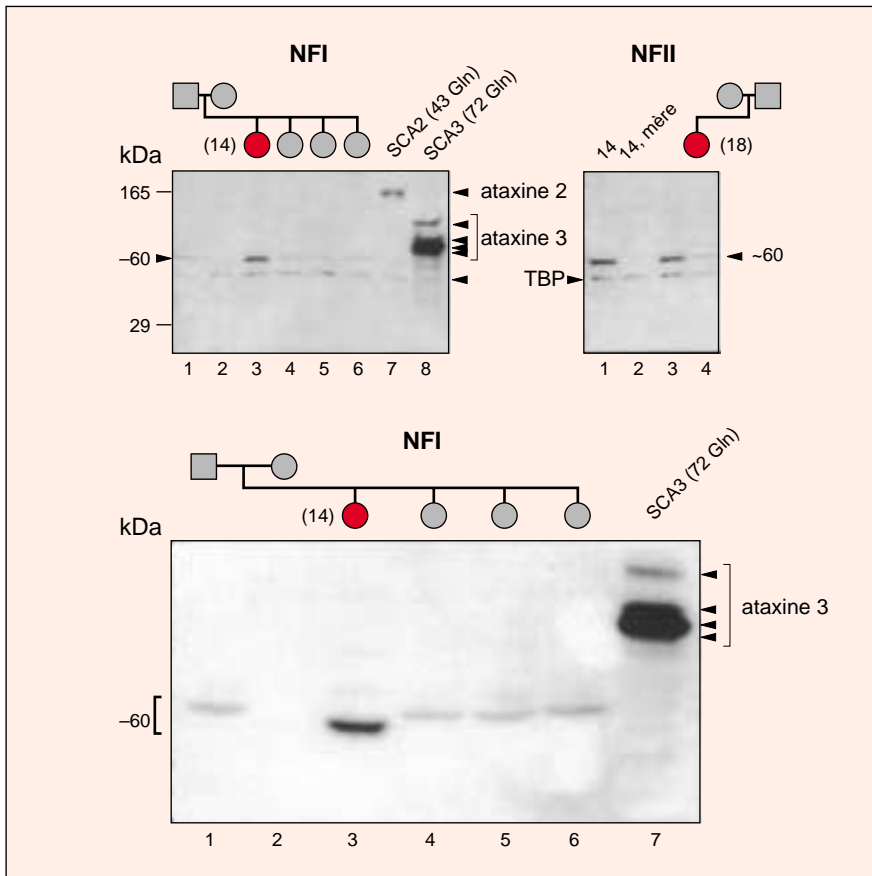 NFI
NFII
SCA2 (43 Gln)
SCA3 (72 Gln)
14
14, mère
(14)
(18)
kDa
165
ataxine 2
ataxine 3
–60
~60
TBP
29
1 2 3 4 5 6 7 8
1 2 3 4
NFI
SCA3 (72 Gln)
(14)
kDa
ataxine 3
–60
1 2 3 4 5 6 7